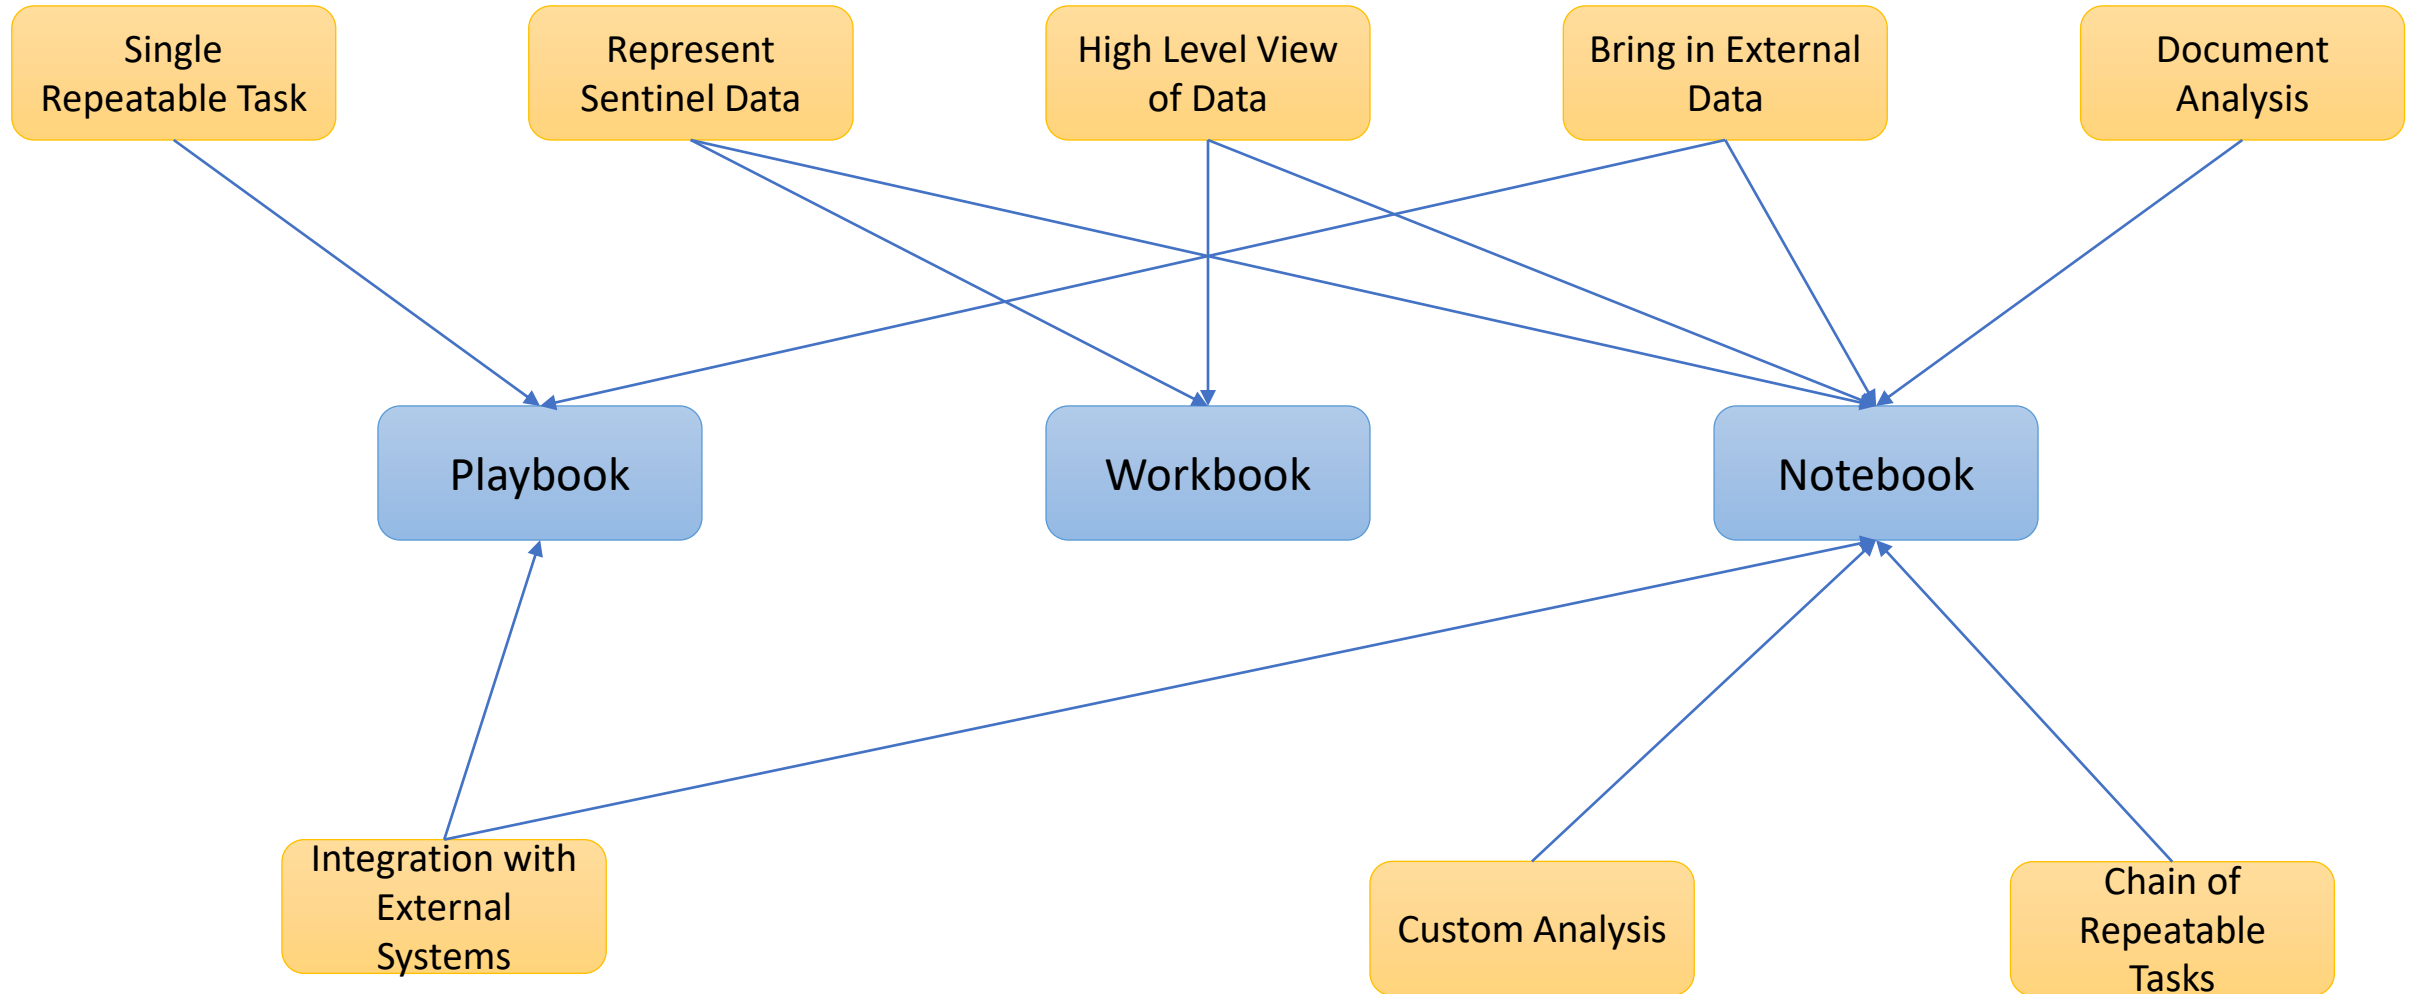 Single
Repeatable Task
Represent
Sentinel Data
High Level View
of Data
Bring in External
Data
Document
Analysis
Playbook
Workbook
Notebook
Integration with
External
Systems
Custom Analysis
Chain of
Repeatable
Tasks